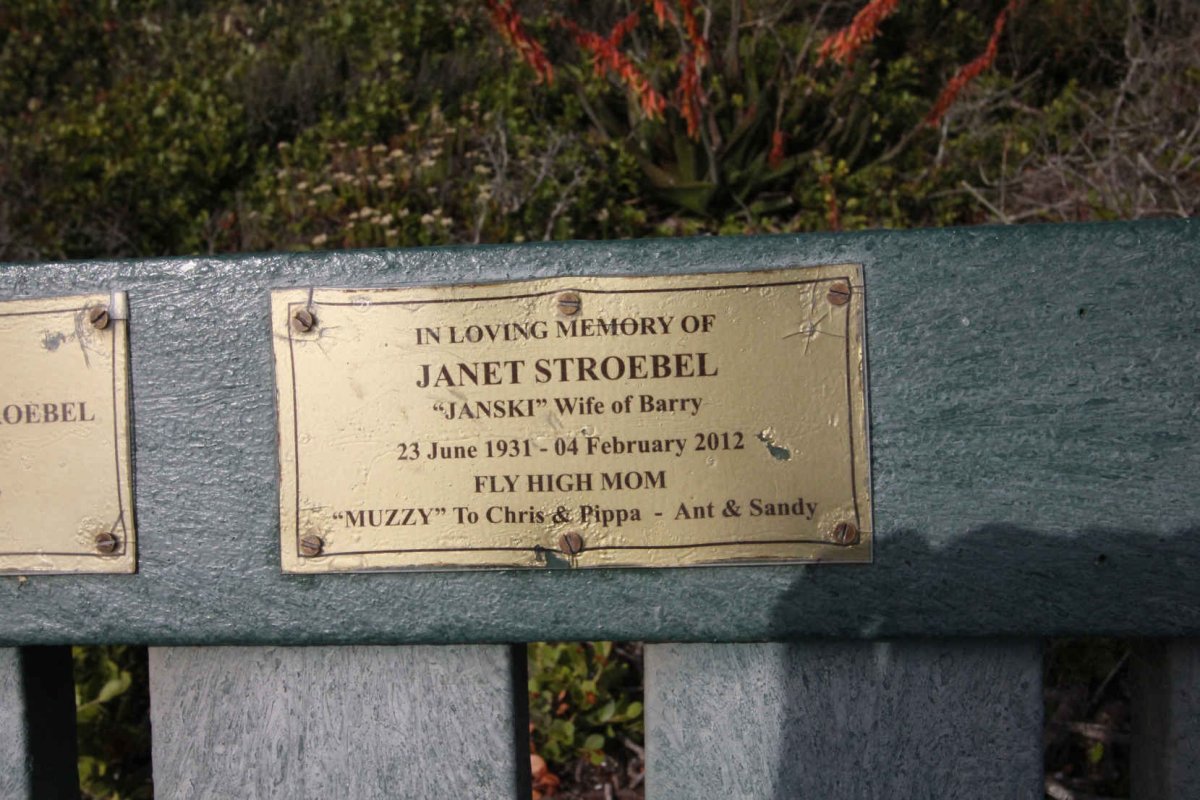 OEBEL
IN LOVING MEMORY OF
JANET STROEBEL
“JANSKI” Wife of Barry
23 June 1931 - 04 February 2012
FLY HIGH MOM
“MUZZY” To Chris & Pippa - Ant & Sandy